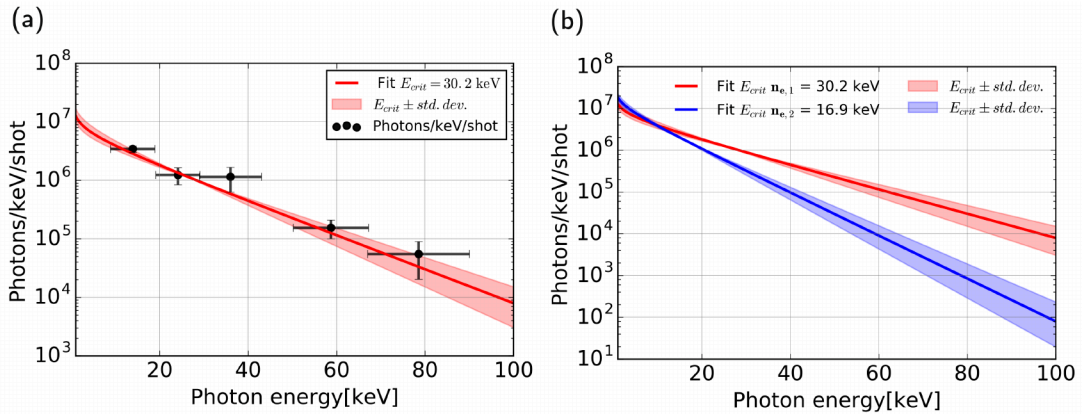 (a)
(b)
10^8
10^7
10^6
10^5
10^4
10^3
Photons/keV/shot
Fit E_crit = 30.2 keV
E_crit ± std. dev.
Photons/keV/shot
20 40 60 80 100
Photon energy[keV]
10^8
10^7
10^6
10^5
10^4
10^3
10^2
10^1
Photons/keV/shot
Fit E_crit n_e,1 = 30.2 keV
E_crit ± std. dev.
Fit E_crit n_e,2 = 16.9 keV
E_crit ± std. dev.
20 40 60 80 100
Photon energy[keV]